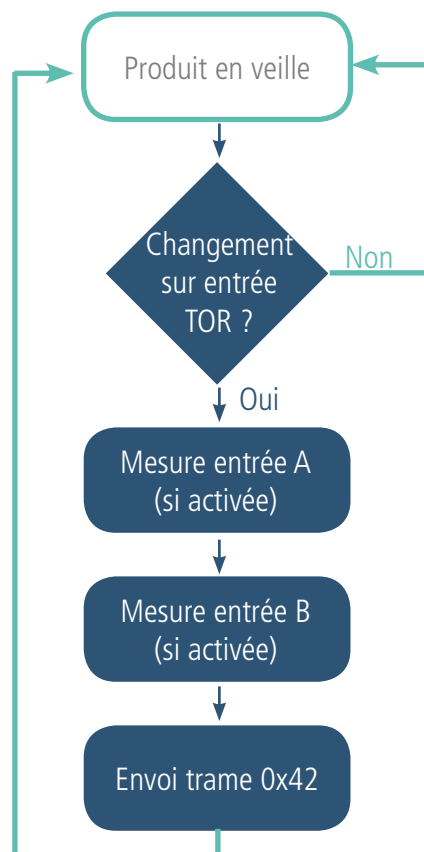 Produit en veille
Changement
sur entrée
TOR ?
Non
Oui
Mesure entrée A
(si activée)
Mesure entrée B
(si activée)
Envoi trame 0x42